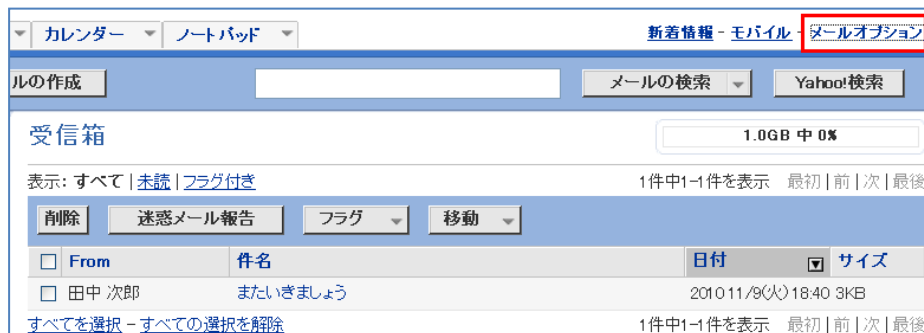 カレンダー ノートパッド 新着情報 - モバイル - メールオプション
ルの作成 メールの検索 Yahoo!検索
受信箱 1.0GB 中 0%
表示: すべて | 未読 | フラグ付き 1件中1-1件を表示 最初 | 前 | 次 | 最後
削除 迷惑メール報告 フラグ 移動
From 件名 日付 サイズ
田中 次郎 またいきましょう 2010 11/9(火) 18:40 3KB
すべてを選択 - すべての選択を解除 1件中1-1件を表示 最初 | 前 | 次 | 最後